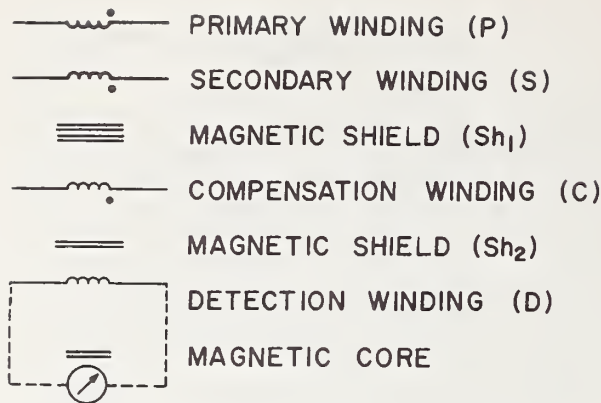 PRIMARY WINDING (P)
SECONDARY WINDING (S)
MAGNETIC SHIELD (Sh₁)
COMPENSATION WINDING (C)
MAGNETIC SHIELD (Sh₂)
DETECTION WINDING (D)
MAGNETIC CORE